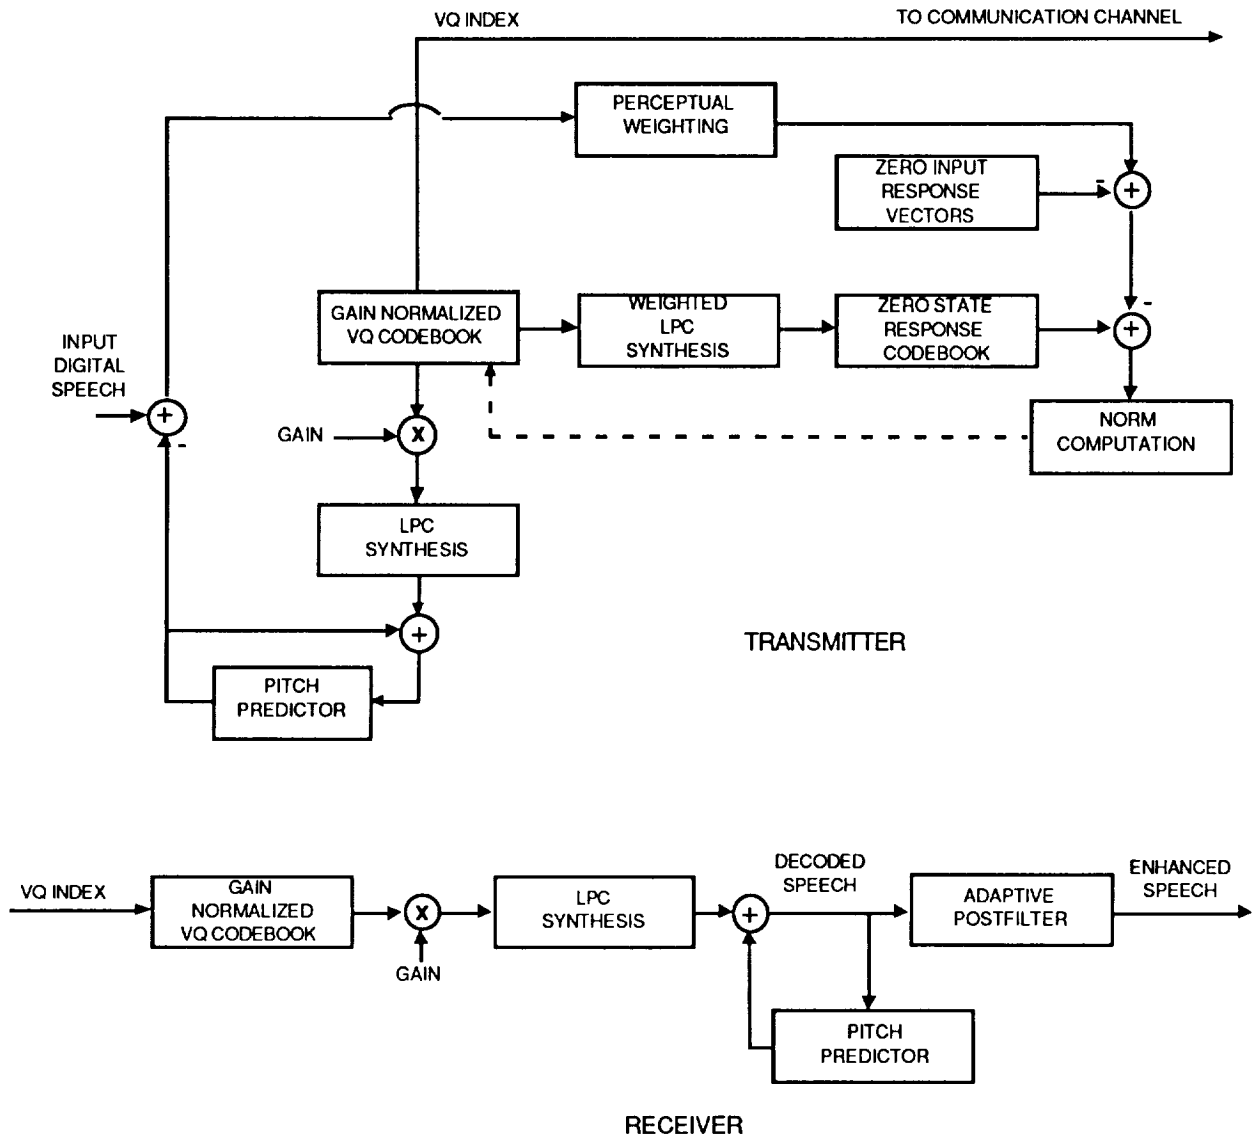 VQ INDEX
TO COMMUNICATION CHANNEL
PERCEPTUAL
WEIGHTING
ZERO INPUT
RESPONSE
VECTORS
-
+
GAIN NORMALIZED
VQ CODEBOOK
WEIGHTED
LPC
SYNTHESIS
ZERO STATE
RESPONSE
CODEBOOK
-
+
INPUT
DIGITAL
SPEECH
+
-
GAIN
X
NORM
COMPUTATION
LPC
SYNTHESIS
+
TRANSMITTER
PITCH
PREDICTOR
VQ INDEX
GAIN
NORMALIZED
VQ CODEBOOK
X
GAIN
LPC
SYNTHESIS
+
DECODED
SPEECH
ADAPTIVE
POSTFILTER
ENHANCED
SPEECH
PITCH
PREDICTOR
RECEIVER